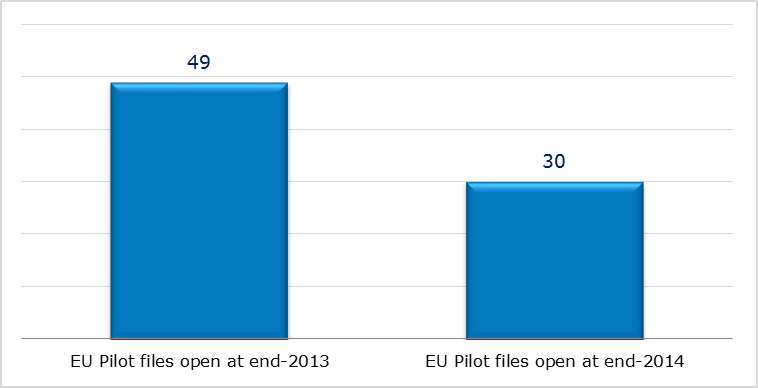 49
30
EU Pilot files open at end-2013
EU Pilot files open at end-2014